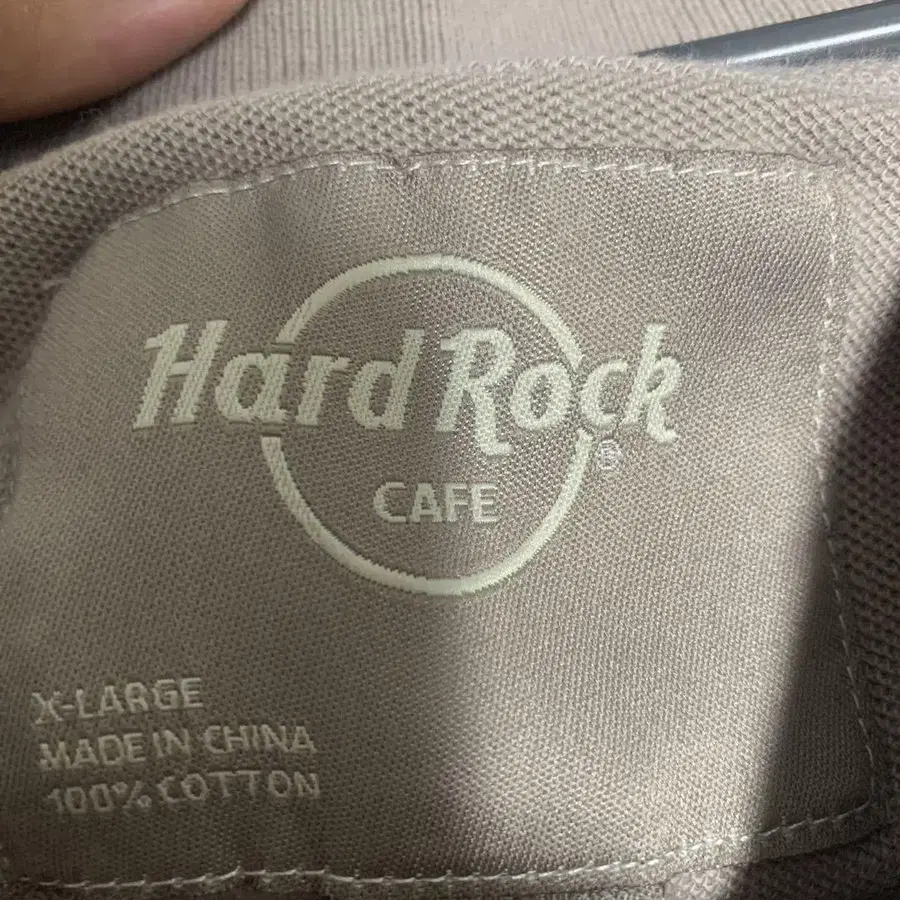 Hard Rock
®
CAFE
X-LARGE
MADE IN CHINA
100% COTTON